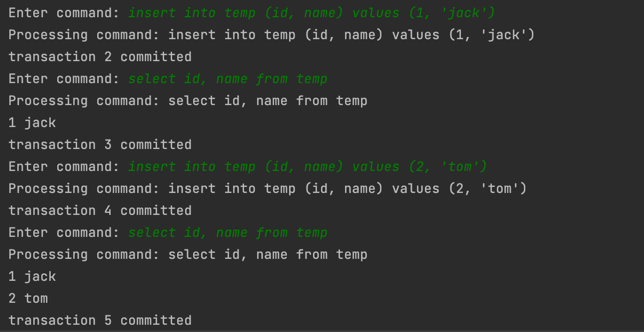 Enter command: insert into temp (id, name) values (1, 'jack')
Processing command: insert into temp (id, name) values (1, 'jack')
transaction 2 committed
Enter command: select id, name from temp
Processing command: select id, name from temp
1 jack
transaction 3 committed
Enter command: insert into temp (id, name) values (2, 'tom')
Processing command: insert into temp (id, name) values (2, 'tom')
transaction 4 committed
Enter command: select id, name from temp
Processing command: select id, name from temp
1 jack
2 tom
transaction 5 committed